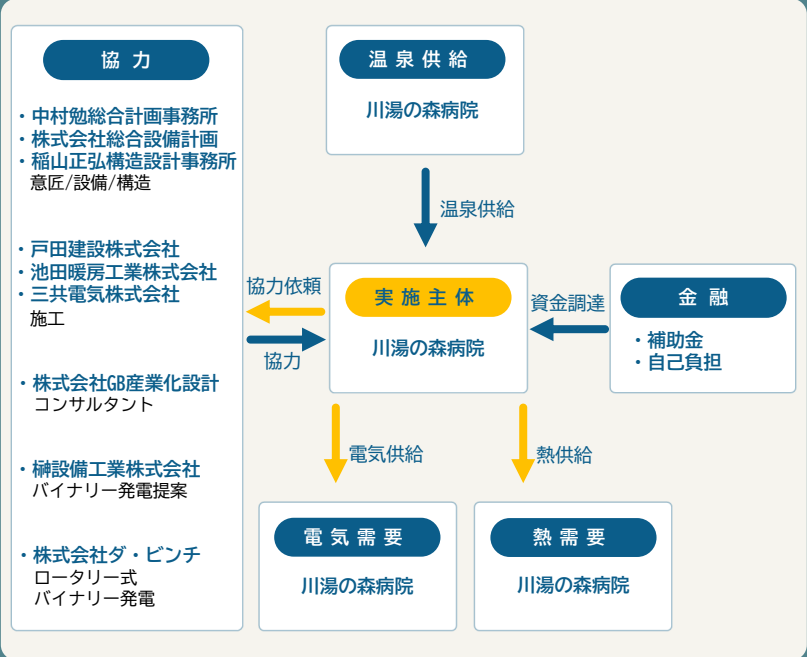 協力
・中村勉総合計画事務所
・株式会社総合設備計画
・稲山正弘構造設計事務所
意匠/設備/構造
・戸田建設株式会社
・池田暖房工業株式会社
・三共電気株式会社
施工
・株式会社GB産業化設計
コンサルタント
・榊設備工業株式会社
バイナリー発電提案
・株式会社ダ・ビンチ
ロータリー式
バイナリー発電
温泉供給
川湯の森病院
温泉供給
協力依頼
協力
実施主体
川湯の森病院
資金調達
金融
・補助金
・自己負担
電気供給
熱供給
電気需要
川湯の森病院
熱需要
川湯の森病院